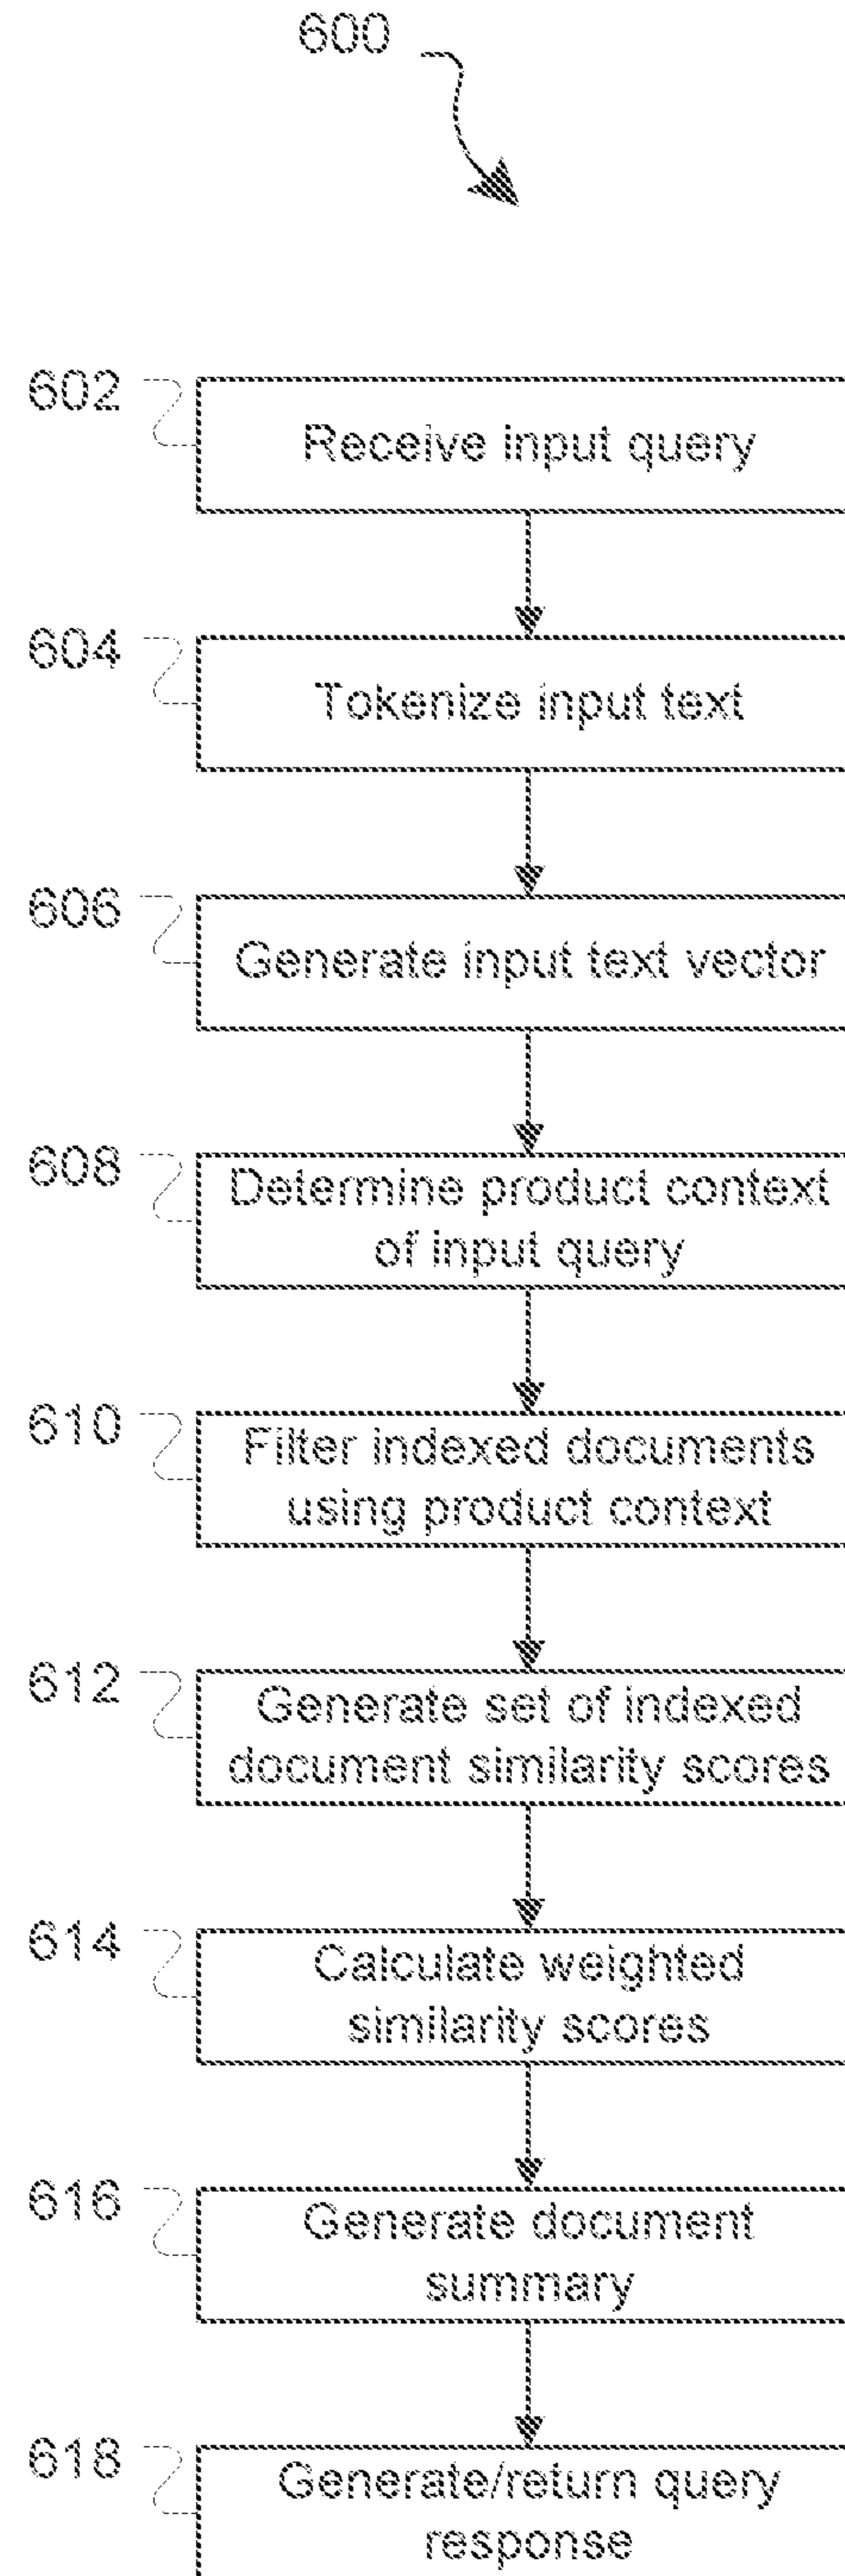 600
602
Receive input query
604
Tokenize input text
606
Generate input text vector
608
Determine product context
of input query
610
Filter indexed documents
using product context
612
Generate set of indexed
document similarity scores
614
Calculate weighted
similarity scores
616
Generate document
summary
618
Generate/return query
response